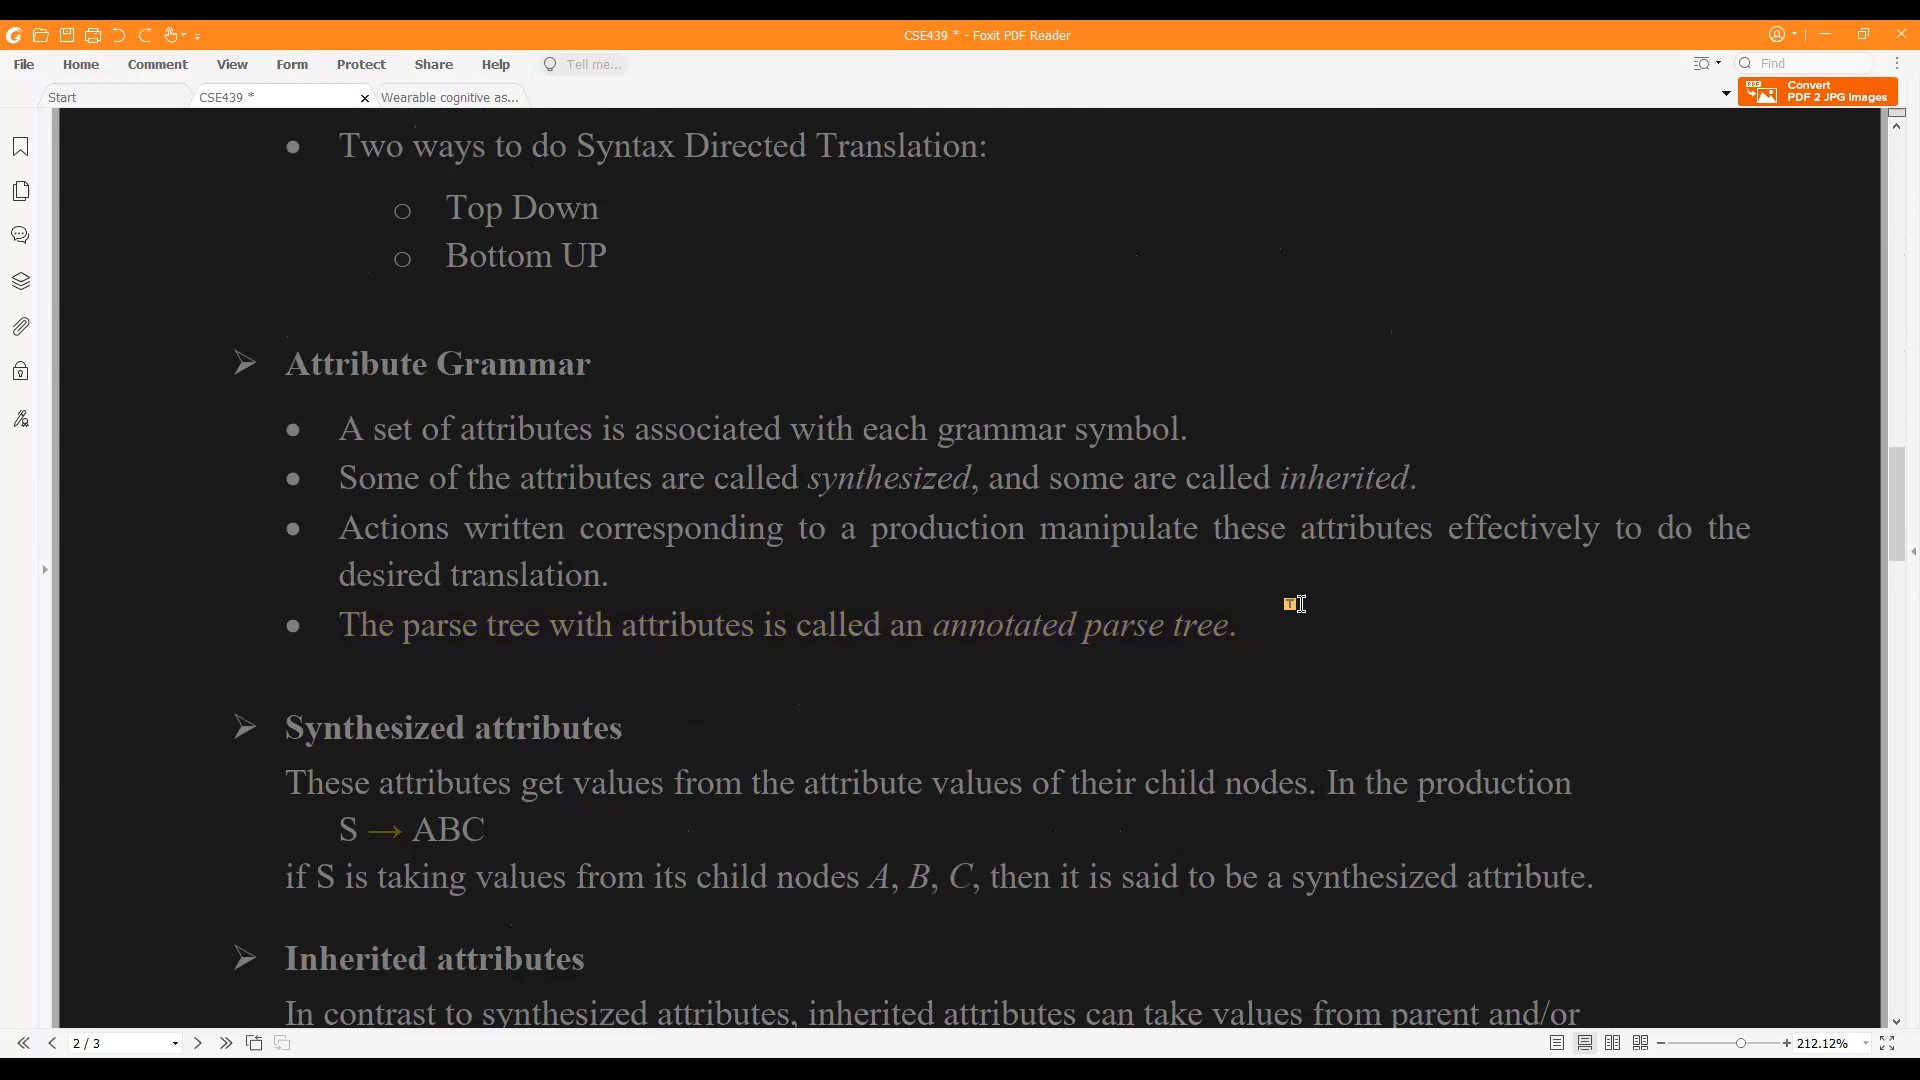 CSE439 * - Foxit PDF Reader
File Home Comment View Form Protect Share Help Tell me... Find
Start CSE439 * Wearable cognitive as... Convert
PDF 2 JPG Images
• Two ways to do Syntax Directed Translation:
○ Top Down
○ Bottom UP
➢ Attribute Grammar
• A set of attributes is associated with each grammar symbol.
• Some of the attributes are called synthesized, and some are called inherited.
• Actions written corresponding to a production manipulate these attributes effectively to do the
desired translation.
• The parse tree with attributes is called an annotated parse tree.
➢ Synthesized attributes
These attributes get values from the attribute values of their child nodes. In the production
S → ABC
if S is taking values from its child nodes A, B, C, then it is said to be a synthesized attribute.
➢ Inherited attributes
In contrast to synthesized attributes, inherited attributes can take values from parent and/or
2 / 3 212.12%